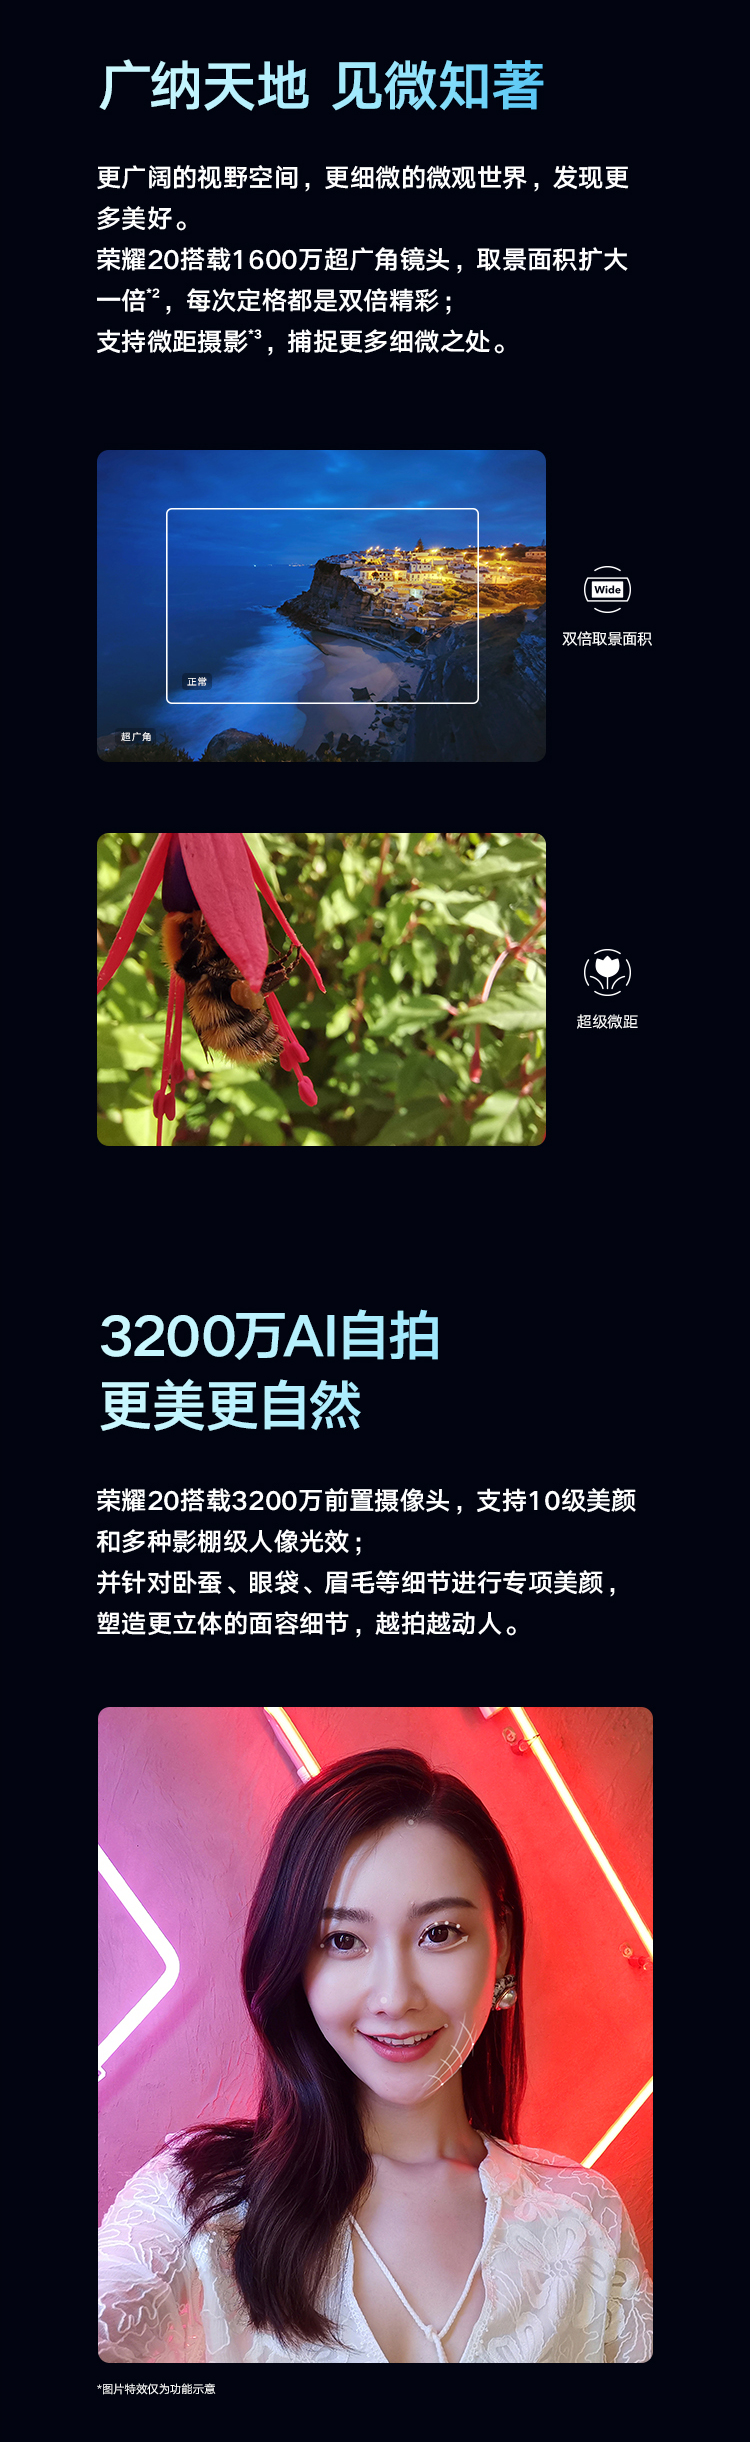 广纳天地 见微知著
更广阔的视野空间，更细微的微观世界，发现更
多美好。
荣耀20搭载1600万超广角镜头，取景面积扩大
一倍*2，每次定格都是双倍精彩；
支持微距摄影*3，捕捉更多细微之处。
正常
超广角
Wide
双倍取景面积
超级微距
3200万AI自拍
更美更自然
荣耀20搭载3200万前置摄像头，支持10级美颜
和多种影棚级人像光效；
并针对卧蚕、眼袋、眉毛等细节进行专项美颜，
塑造更立体的面容细节，越拍越动人。
*图片特效仅为功能示意